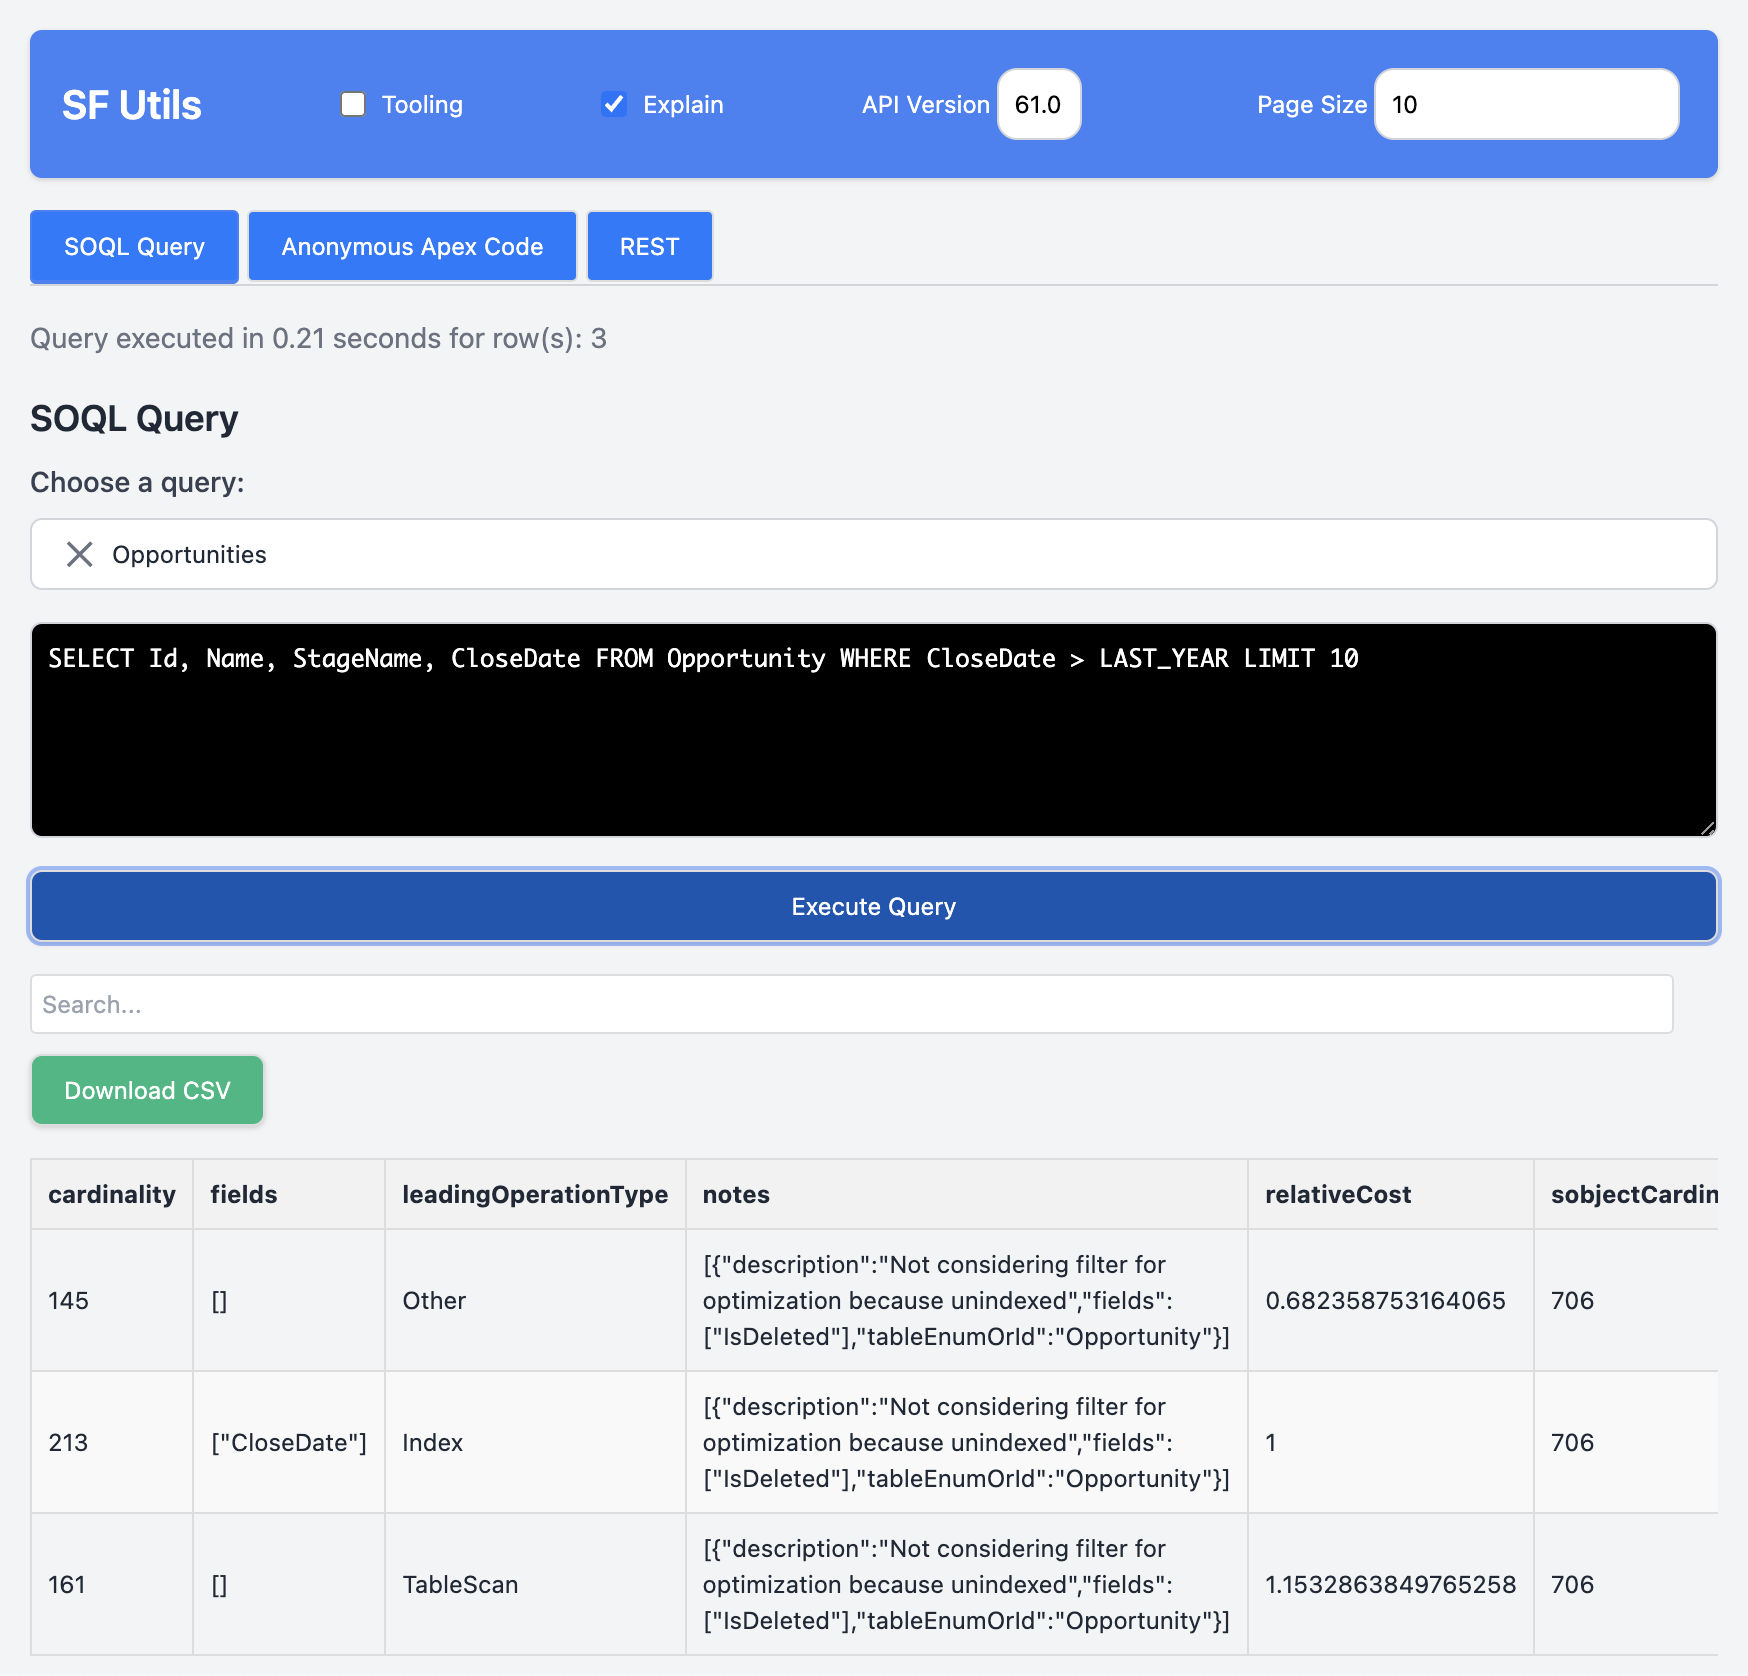 SF Utils
Tooling
Explain
API Version 61.0
Page Size 10
SOQL Query
Anonymous Apex Code
REST
Query executed in 0.21 seconds for row(s): 3
SOQL Query
Choose a query:
Opportunities
SELECT Id, Name, StageName, CloseDate FROM Opportunity WHERE CloseDate > LAST_YEAR LIMIT 10
Execute Query
Search...
Download CSV
cardinality fields leadingOperationType notes relativeCost sobjectCardin
145 [] Other [{"description":"Not considering filter for
optimization because unindexed","fields":
["IsDeleted"],"tableEnumOrId":"Opportunity"}] 0.682358753164065 706
213 ["CloseDate"] Index [{"description":"Not considering filter for
optimization because unindexed","fields":
["IsDeleted"],"tableEnumOrId":"Opportunity"}] 1 706
161 [] TableScan [{"description":"Not considering filter for
optimization because unindexed","fields":
["IsDeleted"],"tableEnumOrId":"Opportunity"}] 1.1532863849765258 706